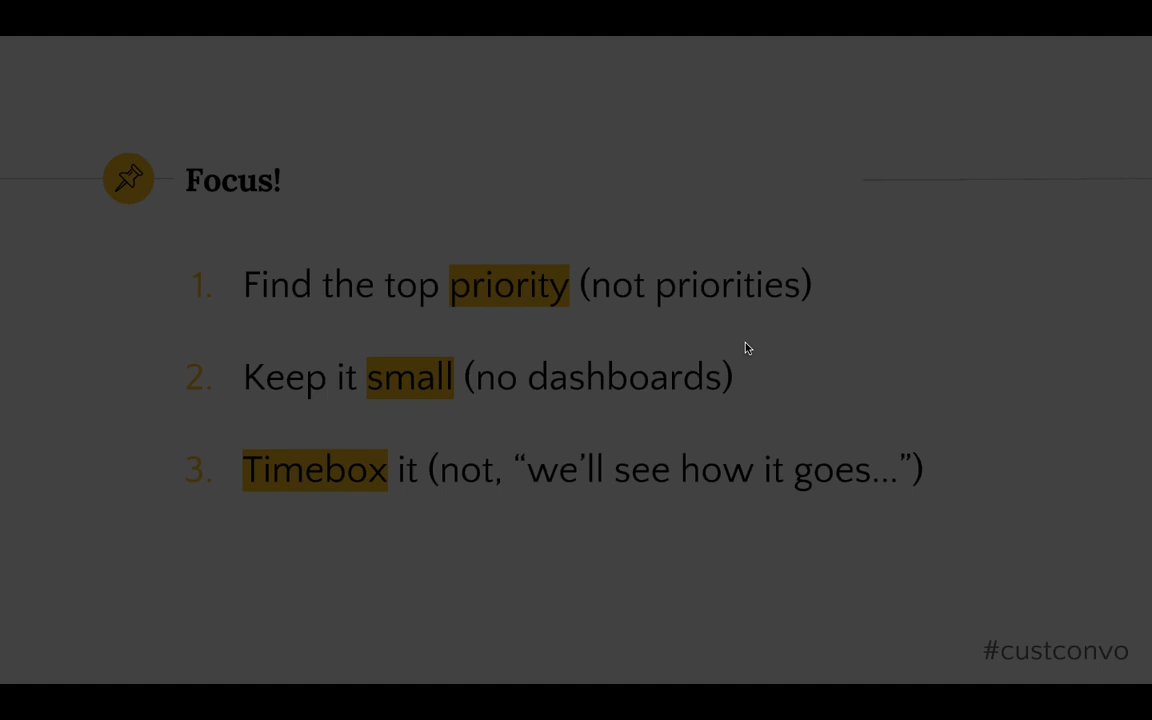 Focus!
1. Find the top priority (not priorities)
2. Keep it small (no dashboards)
3. Timebox it (not, “we’ll see how it goes...”)
#custconvo